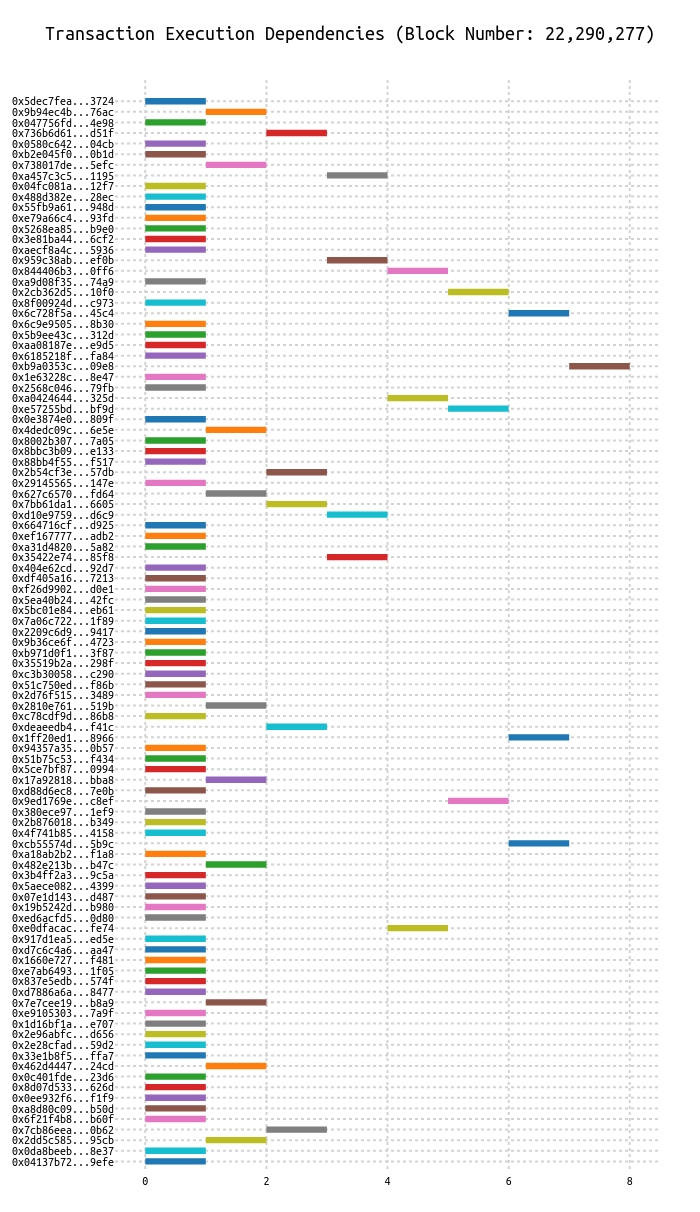 Transaction Execution Dependencies (Block Number: 22,290,277)
0x5dec7fea...3724
0x9b94ec4b...76ac
0x047756fd...4e98
0x736b6d61...d51f
0x0580c642...04cb
0xb2e045f0...0b1d
0x738017de...5efc
0xa457c3c5...1195
0x04fc081a...12f7
0x488d382e...28ec
0x55fb9a61...948d
0xe79a66c4...93fd
0x5268ea85...b9e0
0x3e81ba44...6cf2
0xaecf8a4c...5936
0x959c38ab...ef0b
0x844406b3...0ff6
0xa9d08f35...74a9
0x2cb362d5...10f0
0x8f00924d...c973
0x6c728f5a...45c4
0x6c9e9505...8b30
0x5b9ee43c...312d
0xaa08187e...e9d5
0x6185218f...fa84
0xb9a0353c...09e8
0x1e63228c...8e47
0x2568c046...79fb
0xa0424644...325d
0xe57255bd...bf9d
0x0e3874e0...809f
0x4dedc09c...6e5e
0x8002b307...7a05
0x8bbc3b09...e133
0x88bb4f55...f517
0x2b54cf3e...57db
0x29145565...147e
0x627c6570...fd64
0x7bb61da1...6605
0xd10e9759...d6c9
0x664716cf...d925
0xef167777...adb2
0xa31d4820...5a82
0x35422e74...85f8
0x404e62cd...92d7
0xdf405a16...7213
0xf26d9902...d0e1
0x5ea40b24...42fc
0x5bc01e84...eb61
0x7a06c722...1f89
0x2209c6d9...9417
0x9b36ce6f...4723
0xb971d0f1...3f87
0x35519b2a...298f
0xc3b30058...c290
0x51c750ed...f86b
0x2d76f515...3489
0x2810e761...519b
0xc78cdf9d...86b8
0xdeaeedb4...f41c
0x1ff20ed1...8966
0x94357a35...0b57
0x51b75c53...f434
0x5ce7bf87...0994
0x17a92818...bba8
0xd88d6ec8...7e0b
0x9ed1769e...c8ef
0x380ece97...1ef9
0x2b876018...b349
0x4f741b85...4158
0xcb55574d...5b9c
0xa18ab2b2...f1a8
0x482e213b...b47c
0x3b4ff2a3...9c5a
0x5aece082...4399
0x07e1d143...d487
0x19b5242d...b980
0xed6acfd5...0d80
0xe0dfacac...fe74
0x917d1ea5...ed5e
0xd7c6c4a6...aa47
0x1660e727...f481
0xe7ab6493...1f05
0x837e5edb...574f
0xd7886a6a...8477
0x7e7cee19...b8a9
0xe9105303...7a9f
0x1d16bf1a...e707
0x2e96abfc...d656
0x2e28cfad...59d2
0x33e1b8f5...ffa7
0x462d4447...24cd
0x0c401fde...23d6
0x8d07d533...626d
0x0ee932f6...f1f9
0xa8d80c09...b50d
0x6f21f4b8...b60f
0x7cb86eea...0b62
0x2dd5c585...95cb
0x0da8beeb...8e37
0x04137b72...9efe
0 2 4 6 8